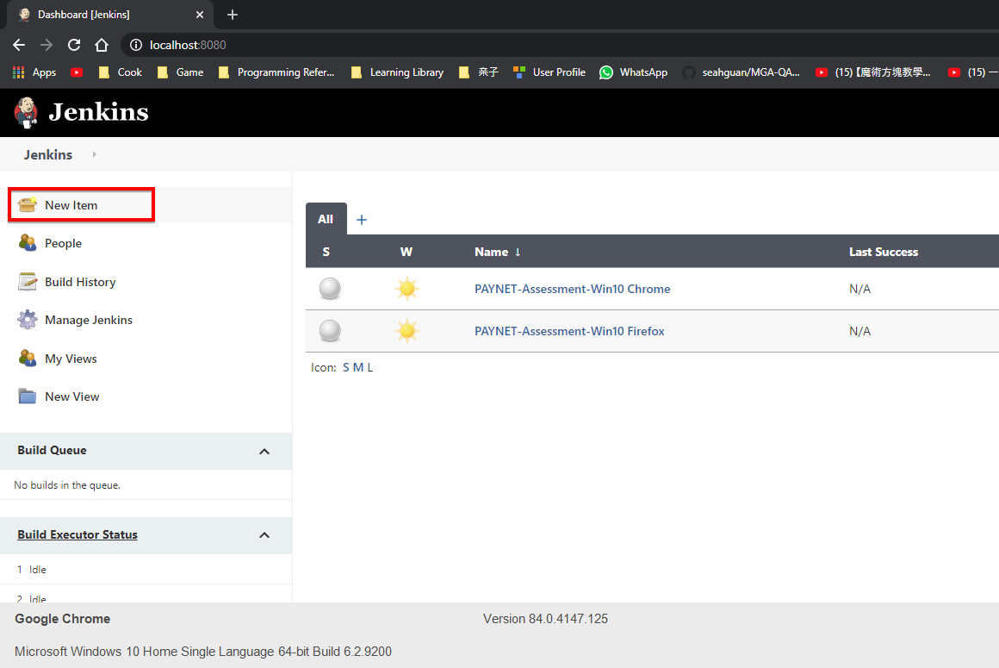 Dashboard [Jenkins]
localhost:8080
Apps Cook Game Programming Refer... Learning Library 亲子 User Profile WhatsApp seahguan/MGA-QA... (15)【魔術方塊教學... (15) 一
Jenkins
Jenkins
New Item
People
Build History
Manage Jenkins
My Views
New View
All +
S W Name ↓ Last Success
PAYNET-Assessment-Win10 Chrome N/A
PAYNET-Assessment-Win10 Firefox N/A
Icon: S M L
Build Queue
No builds in the queue.
Build Executor Status
1 Idle
2 Idle
Google Chrome Version 84.0.4147.125
Microsoft Windows 10 Home Single Language 64-bit Build 6.2.9200